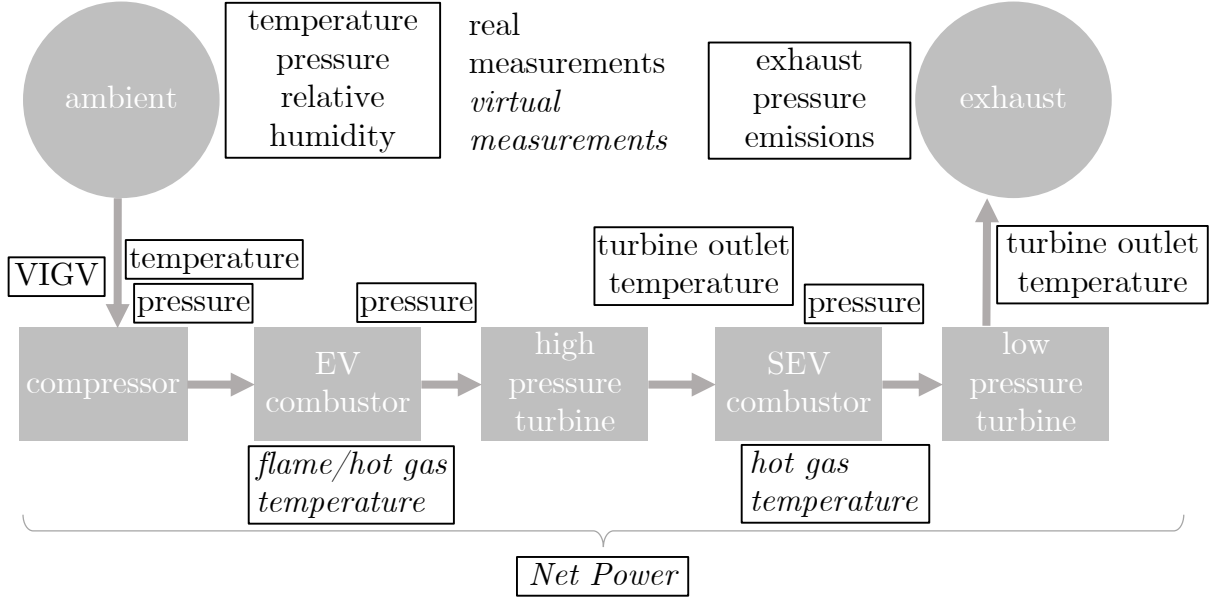 ambient
temperature
pressure
relative
humidity
real
measurements
virtual
measurements
exhaust
pressure
emissions
exhaust
VIGV
temperature
pressure
pressure
turbine outlet
temperature
pressure
turbine outlet
temperature
compressor
EV
combustor
high
pressure
turbine
SEV
combustor
low
pressure
turbine
flame/hot gas
temperature
hot gas
temperature
Net Power